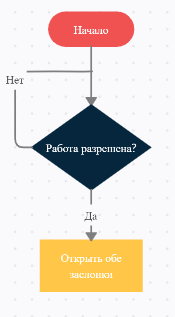 Начало
Нет
Работа разрешена?
Да
Открыть обе
заслонки